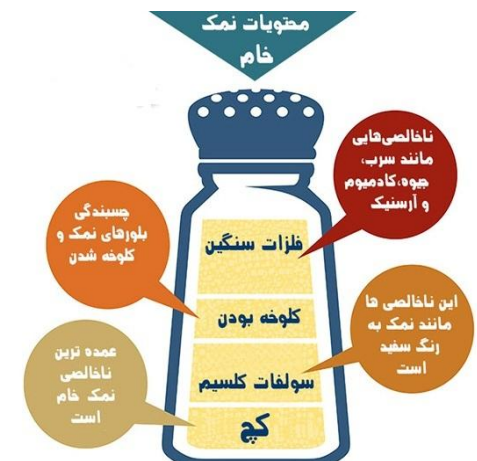 محتویات نمک
خام
ناخالصی‌هایی
مانند سرب،
جیوه،کادمیوم
و آرسنیک
فلزات سنگین
چسبندگی
بلورهای نمک و
کلوخه شدن
کلوخه بودن
این ناخالصی ها
مانند نمک به
رنگ سفید
است
سولفات کلسیم
عمده ترین
ناخالصی
نمک خام
است
گچ